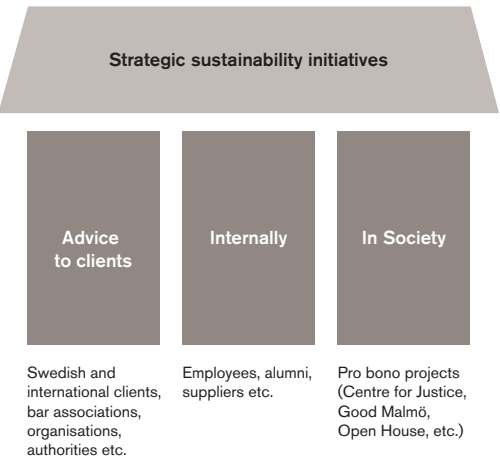 Strategic sustainability initiatives
Advice
to clients
Internally
In Society
Swedish and
international clients,
bar associations,
organisations,
authorities etc.
Employees, alumni,
suppliers etc.
Pro bono projects
(Centre for Justice,
Good Malmö,
Open House, etc.)